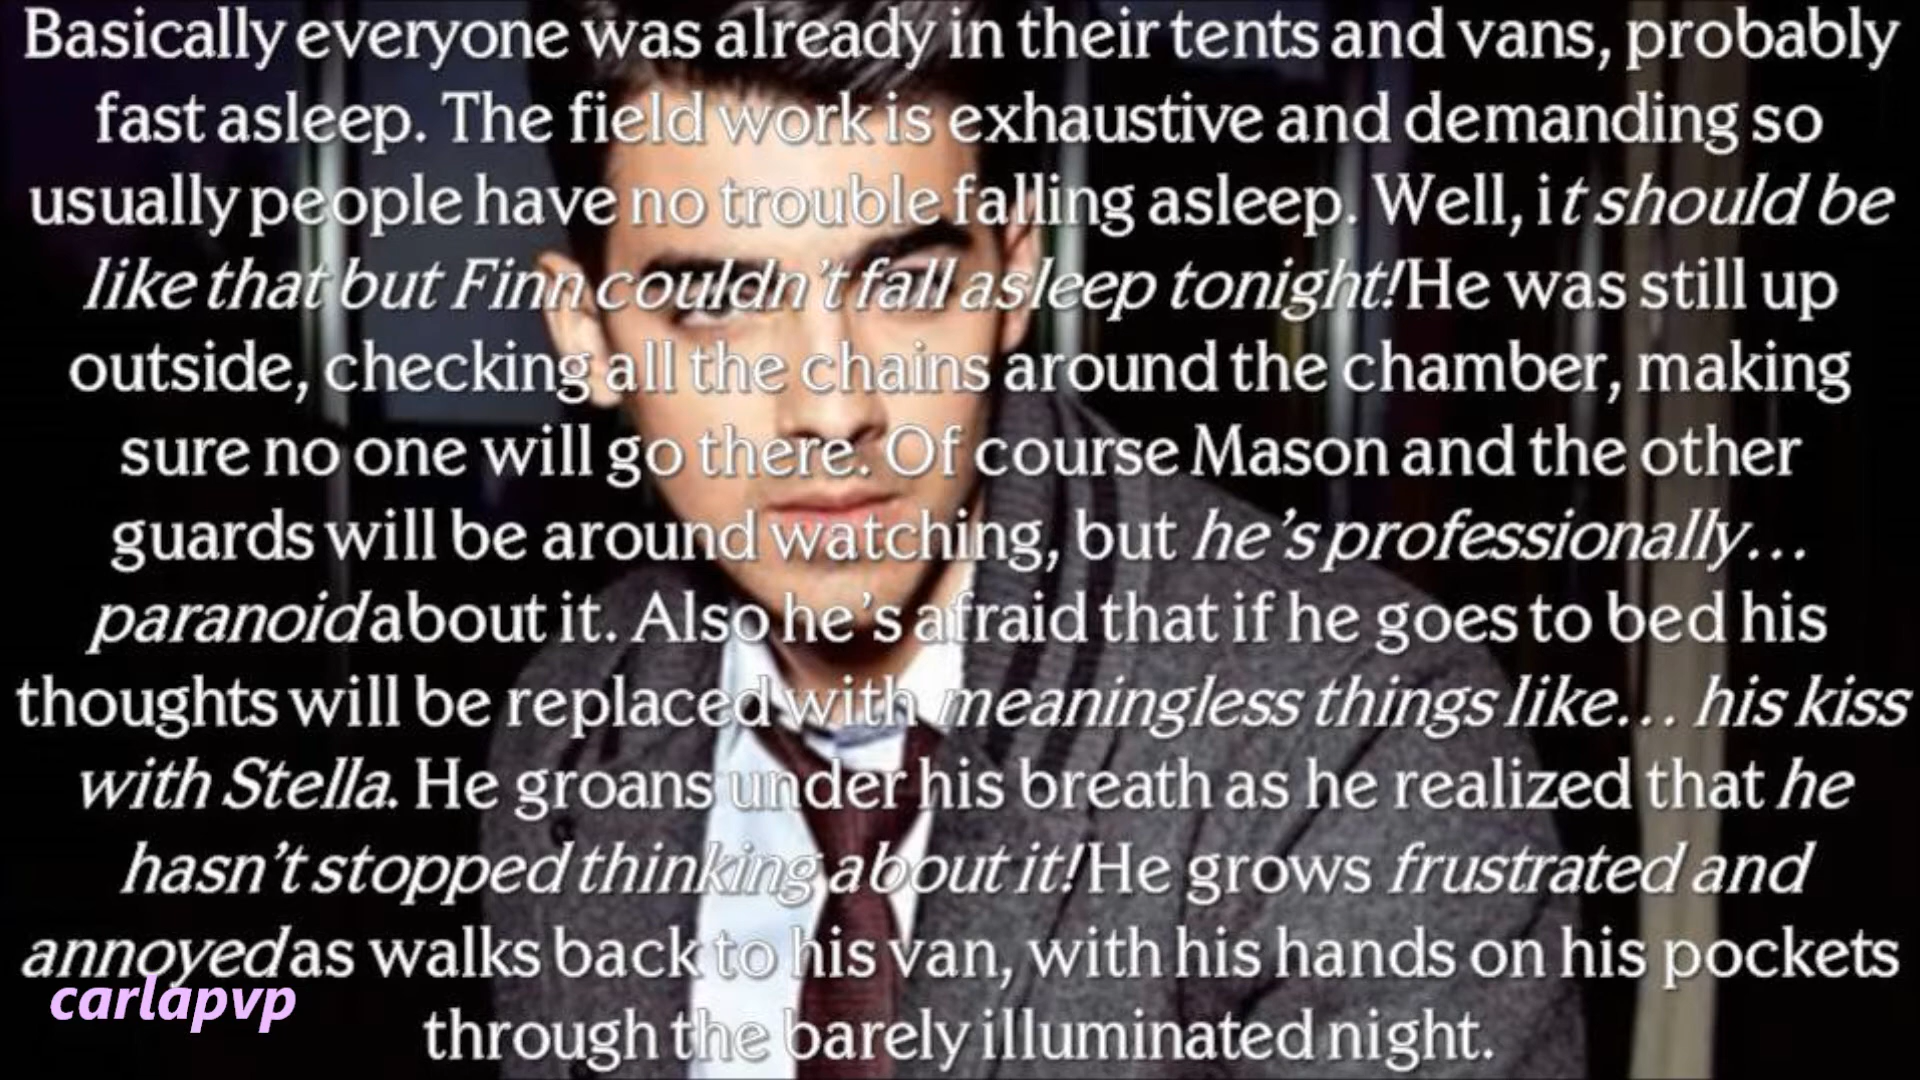 Basically everyone was already in their tents and vans, probably
fast asleep. The field work is exhaustive and demanding so
usually people have no trouble falling asleep. Well, it should be
like that but Finn couldn't fall asleep tonight! He was still up
outside, checking all the chains around the chamber, making
sure no one will go there. Of course Mason and the other
guards will be around watching, but he's professionally...
paranoid about it. Also he's afraid that if he goes to bed his
thoughts will be replaced with meaningless things like... his kiss
with Stella. He groans under his breath as he realized that he
hasn't stopped thinking about it! He grows frustrated and
annoyed as walks back to his van, with his hands on his pockets
through the barely illuminated night.
carlapvp